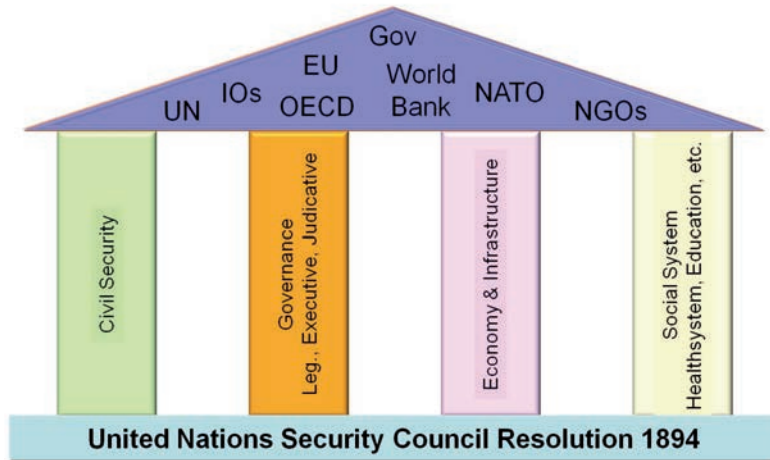 Gov
EU
World
Bank
IOs
OECD
NATO
UN
NGOs
Civil Security
Governance
Leg., Executive, Judicative
Economy & Infrastructure
Social System
Healthsystem, Education, etc.
United Nations Security Council Resolution 1894